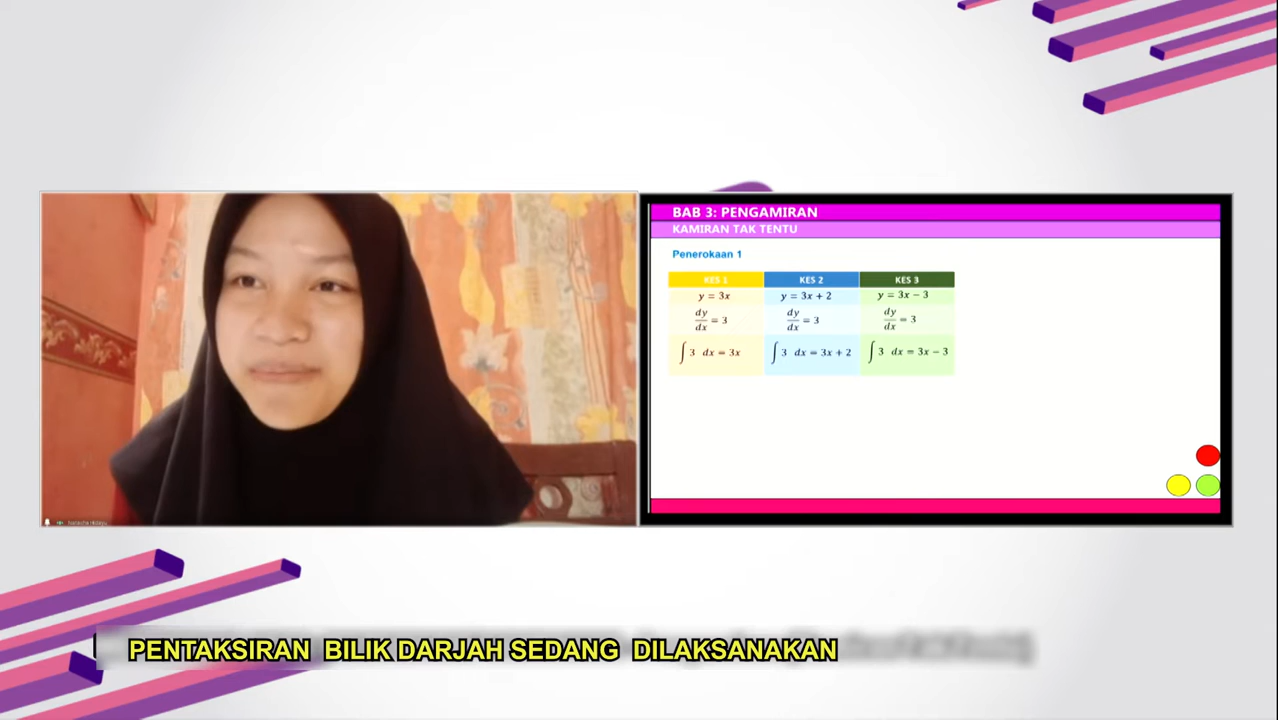 BAB 3: PENGAMIRAN
KAMIRAN TAK TENTU
Penerokaan 1
KES 1 KES 2 KES 3
y = 3x y = 3x + 2 y = 3x − 3
dy/dx = 3 dy/dx = 3 dy/dx = 3
∫ 3 dx = 3x ∫ 3 dx = 3x + 2 ∫ 3 dx = 3x − 3
PENTAKSIRAN BILIK DARJAH SEDANG DILAKSANAKAN